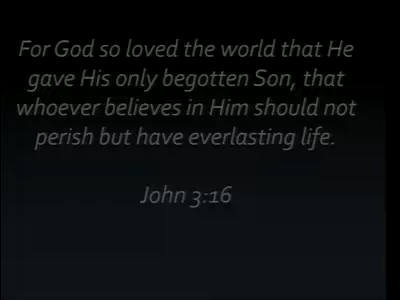 For God so loved the world that He
gave His only begotten Son, that
whoever believes in Him should not
perish but have everlasting life.
John 3:16